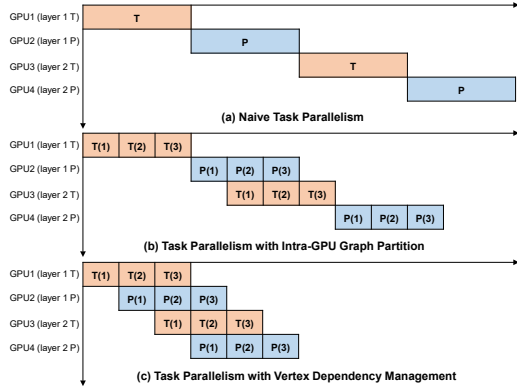 GPU1 (layer 1 T) T
GPU2 (layer 1 P) P
GPU3 (layer 2 T) T
GPU4 (layer 2 P) P
(a) Naive Task Parallelism
GPU1 (layer 1 T) T(1) T(2) T(3)
GPU2 (layer 1 P) P(1) P(2) P(3)
GPU3 (layer 2 T) T(1) T(2) T(3)
GPU4 (layer 2 P) P(1) P(2) P(3)
(b) Task Parallelism with Intra-GPU Graph Partition
GPU1 (layer 1 T) T(1) T(2) T(3)
GPU2 (layer 1 P) P(1) P(2) P(3)
GPU3 (layer 2 T) T(1) T(2) T(3)
GPU4 (layer 2 P) P(1) P(2) P(3)
(c) Task Parallelism with Vertex Dependency Management